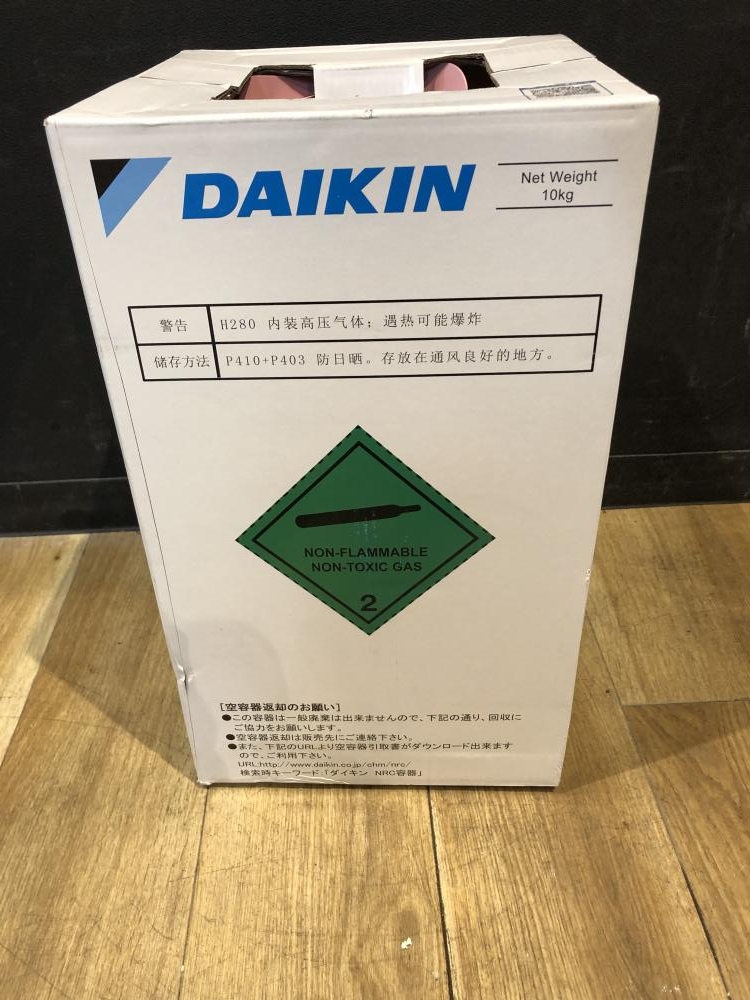 DAIKIN
Net Weight
10kg
警告 H280 内装高压气体；遇热可能爆炸
储存方法 P410+P403 防日晒。存放在通风良好的地方。
NON-FLAMMABLE
NON-TOXIC GAS
2
[空容器返却のお願い]
●この容器は一般廃棄は出来ませんので、下記の通り、回収に
ご協力をお願いします。
●空容器返却は販売先にご連絡下さい。
●また、下記のURLより空容器引取書がダウンロード出来ます
ので、ご利用下さい。
URL:http://www.daikin.co.jp/chm/nrc/
検索時キーワード「ダイキン NRC容器」